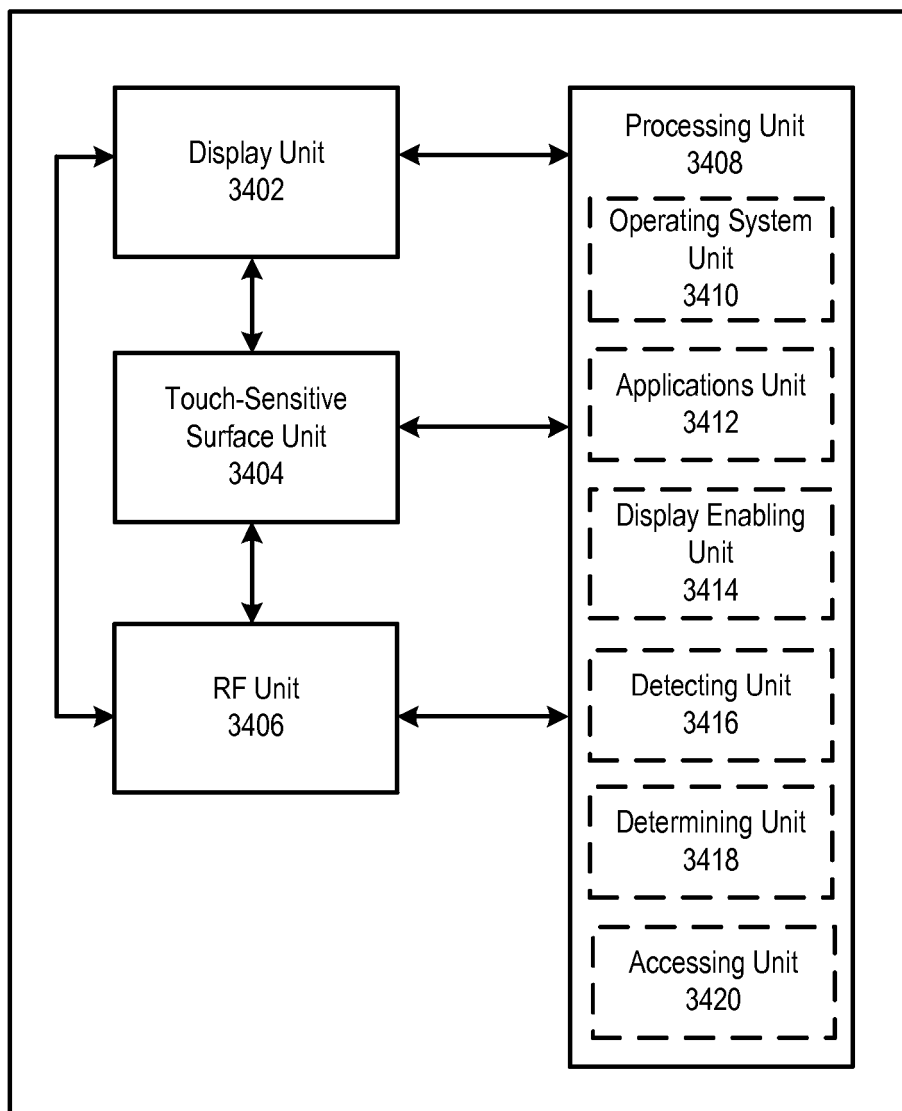 Display Unit
3402
Touch-Sensitive
Surface Unit
3404
RF Unit
3406
Processing Unit
3408
Operating System
Unit
3410
Applications Unit
3412
Display Enabling
Unit
3414
Detecting Unit
3416
Determining Unit
3418
Accessing Unit
3420